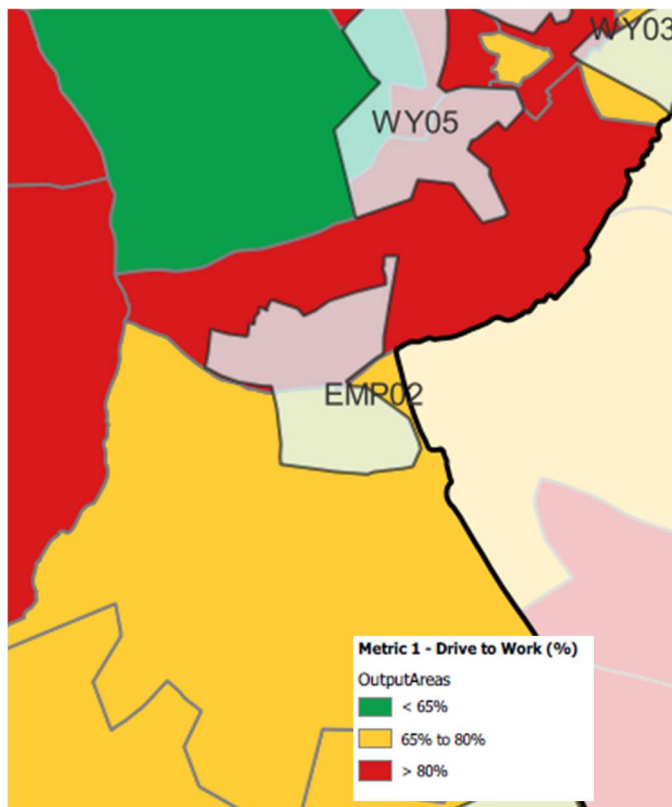 WY03
WY05
EMP02
Metric 1 - Drive to Work (%)
OutputAreas
< 65%
65% to 80%
> 80%